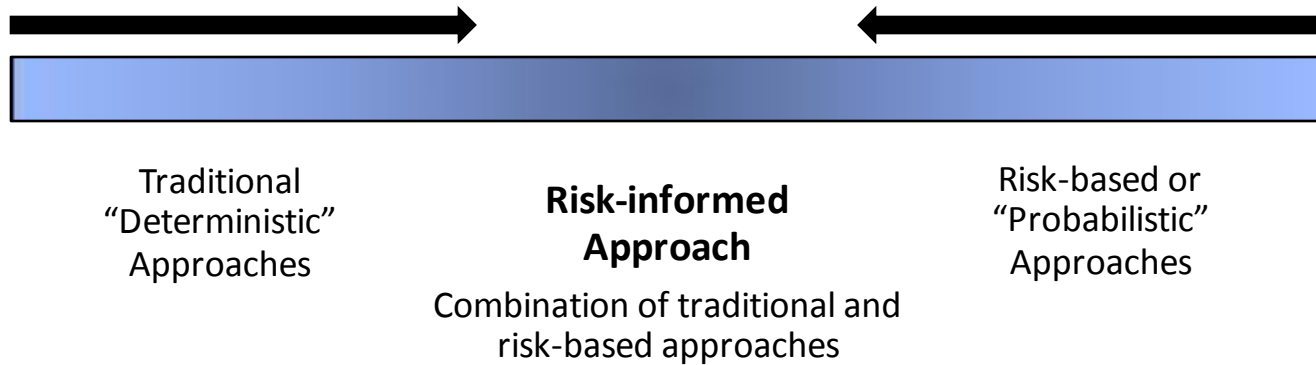 Traditional
“Deterministic”
Approaches
Risk-informed
Approach
Combination of traditional and
risk-based approaches
Risk-based or
“Probabilistic”
Approaches